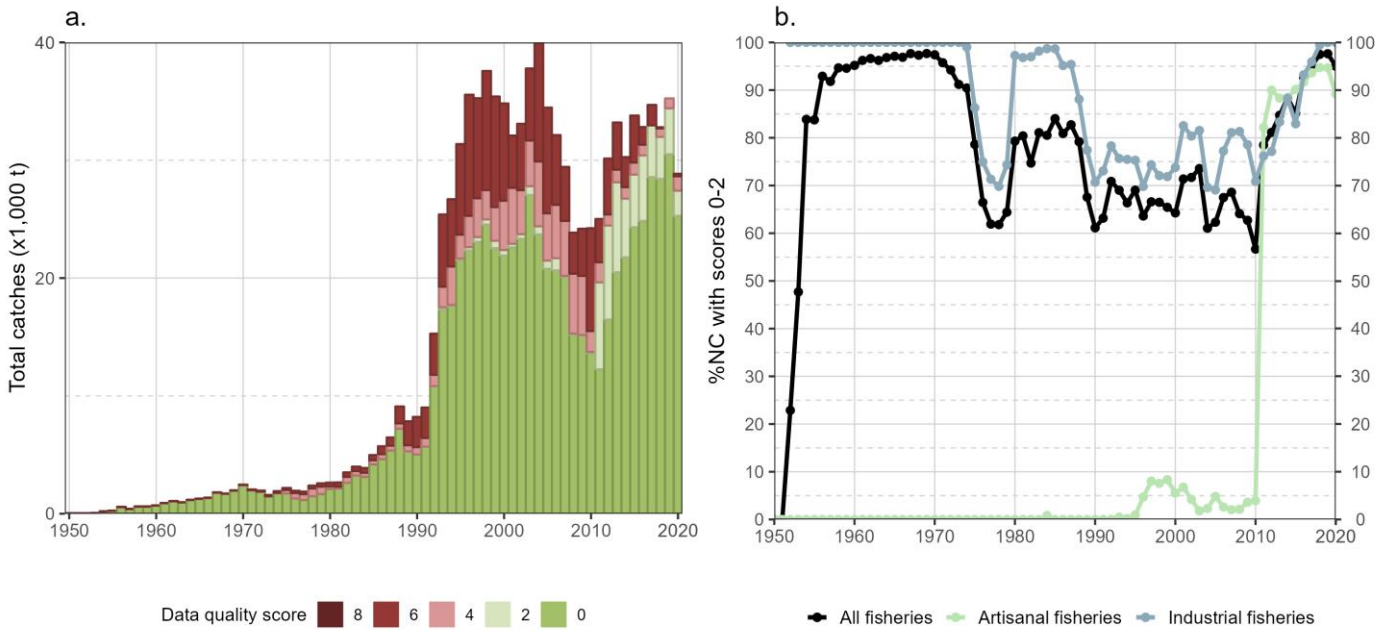 a.
Total catches (x1,000 t)
40
20
0
1950 1960 1970 1980 1990 2000 2010 2020
Data quality score 8 6 4 2 0
b.
%NC with scores 0-2
100 100
90 90
80 80
70 70
60 60
50 50
40 40
30 30
20 20
10 10
0 0
1950 1960 1970 1980 1990 2000 2010 2020
All fisheries Artisanal fisheries Industrial fisheries